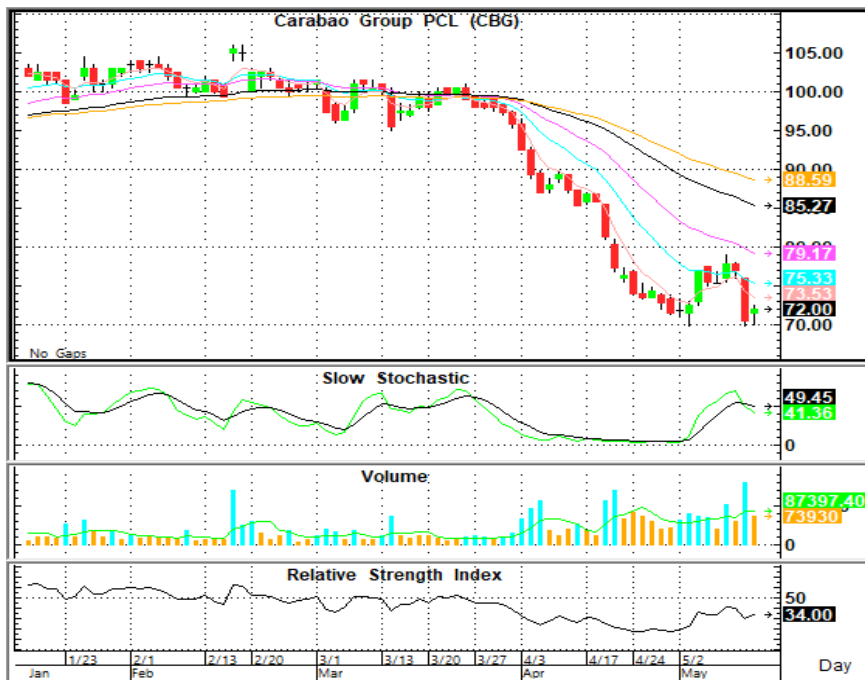 Carabao Group PCL (CBG)
105.00
100.00
95.00
90.00
88.59
85.27
79.17
75.33
73.53
72.00
70.00
No Gaps
Slow Stochastic
49.45
41.36
0
Volume
87397.40
73930
0
Relative Strength Index
50
34.00
1/23 2/1 2/13 2/20 3/1 3/13 3/20 3/27 4/3 4/17 4/24 5/2
Jan Feb Mar Apr May Day